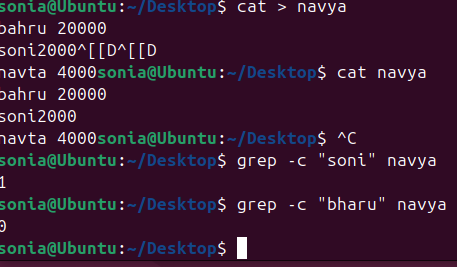 sonia@Ubuntu:~/Desktop$ cat > navya
bahru 20000
soni2000^[[D^[[D
navta 4000sonia@Ubuntu:~/Desktop$ cat navya
bahru 20000
soni2000
navta 4000sonia@Ubuntu:~/Desktop$ ^C
sonia@Ubuntu:~/Desktop$ grep -c "soni" navya
1
sonia@Ubuntu:~/Desktop$ grep -c "bharu" navya
0
sonia@Ubuntu:~/Desktop$